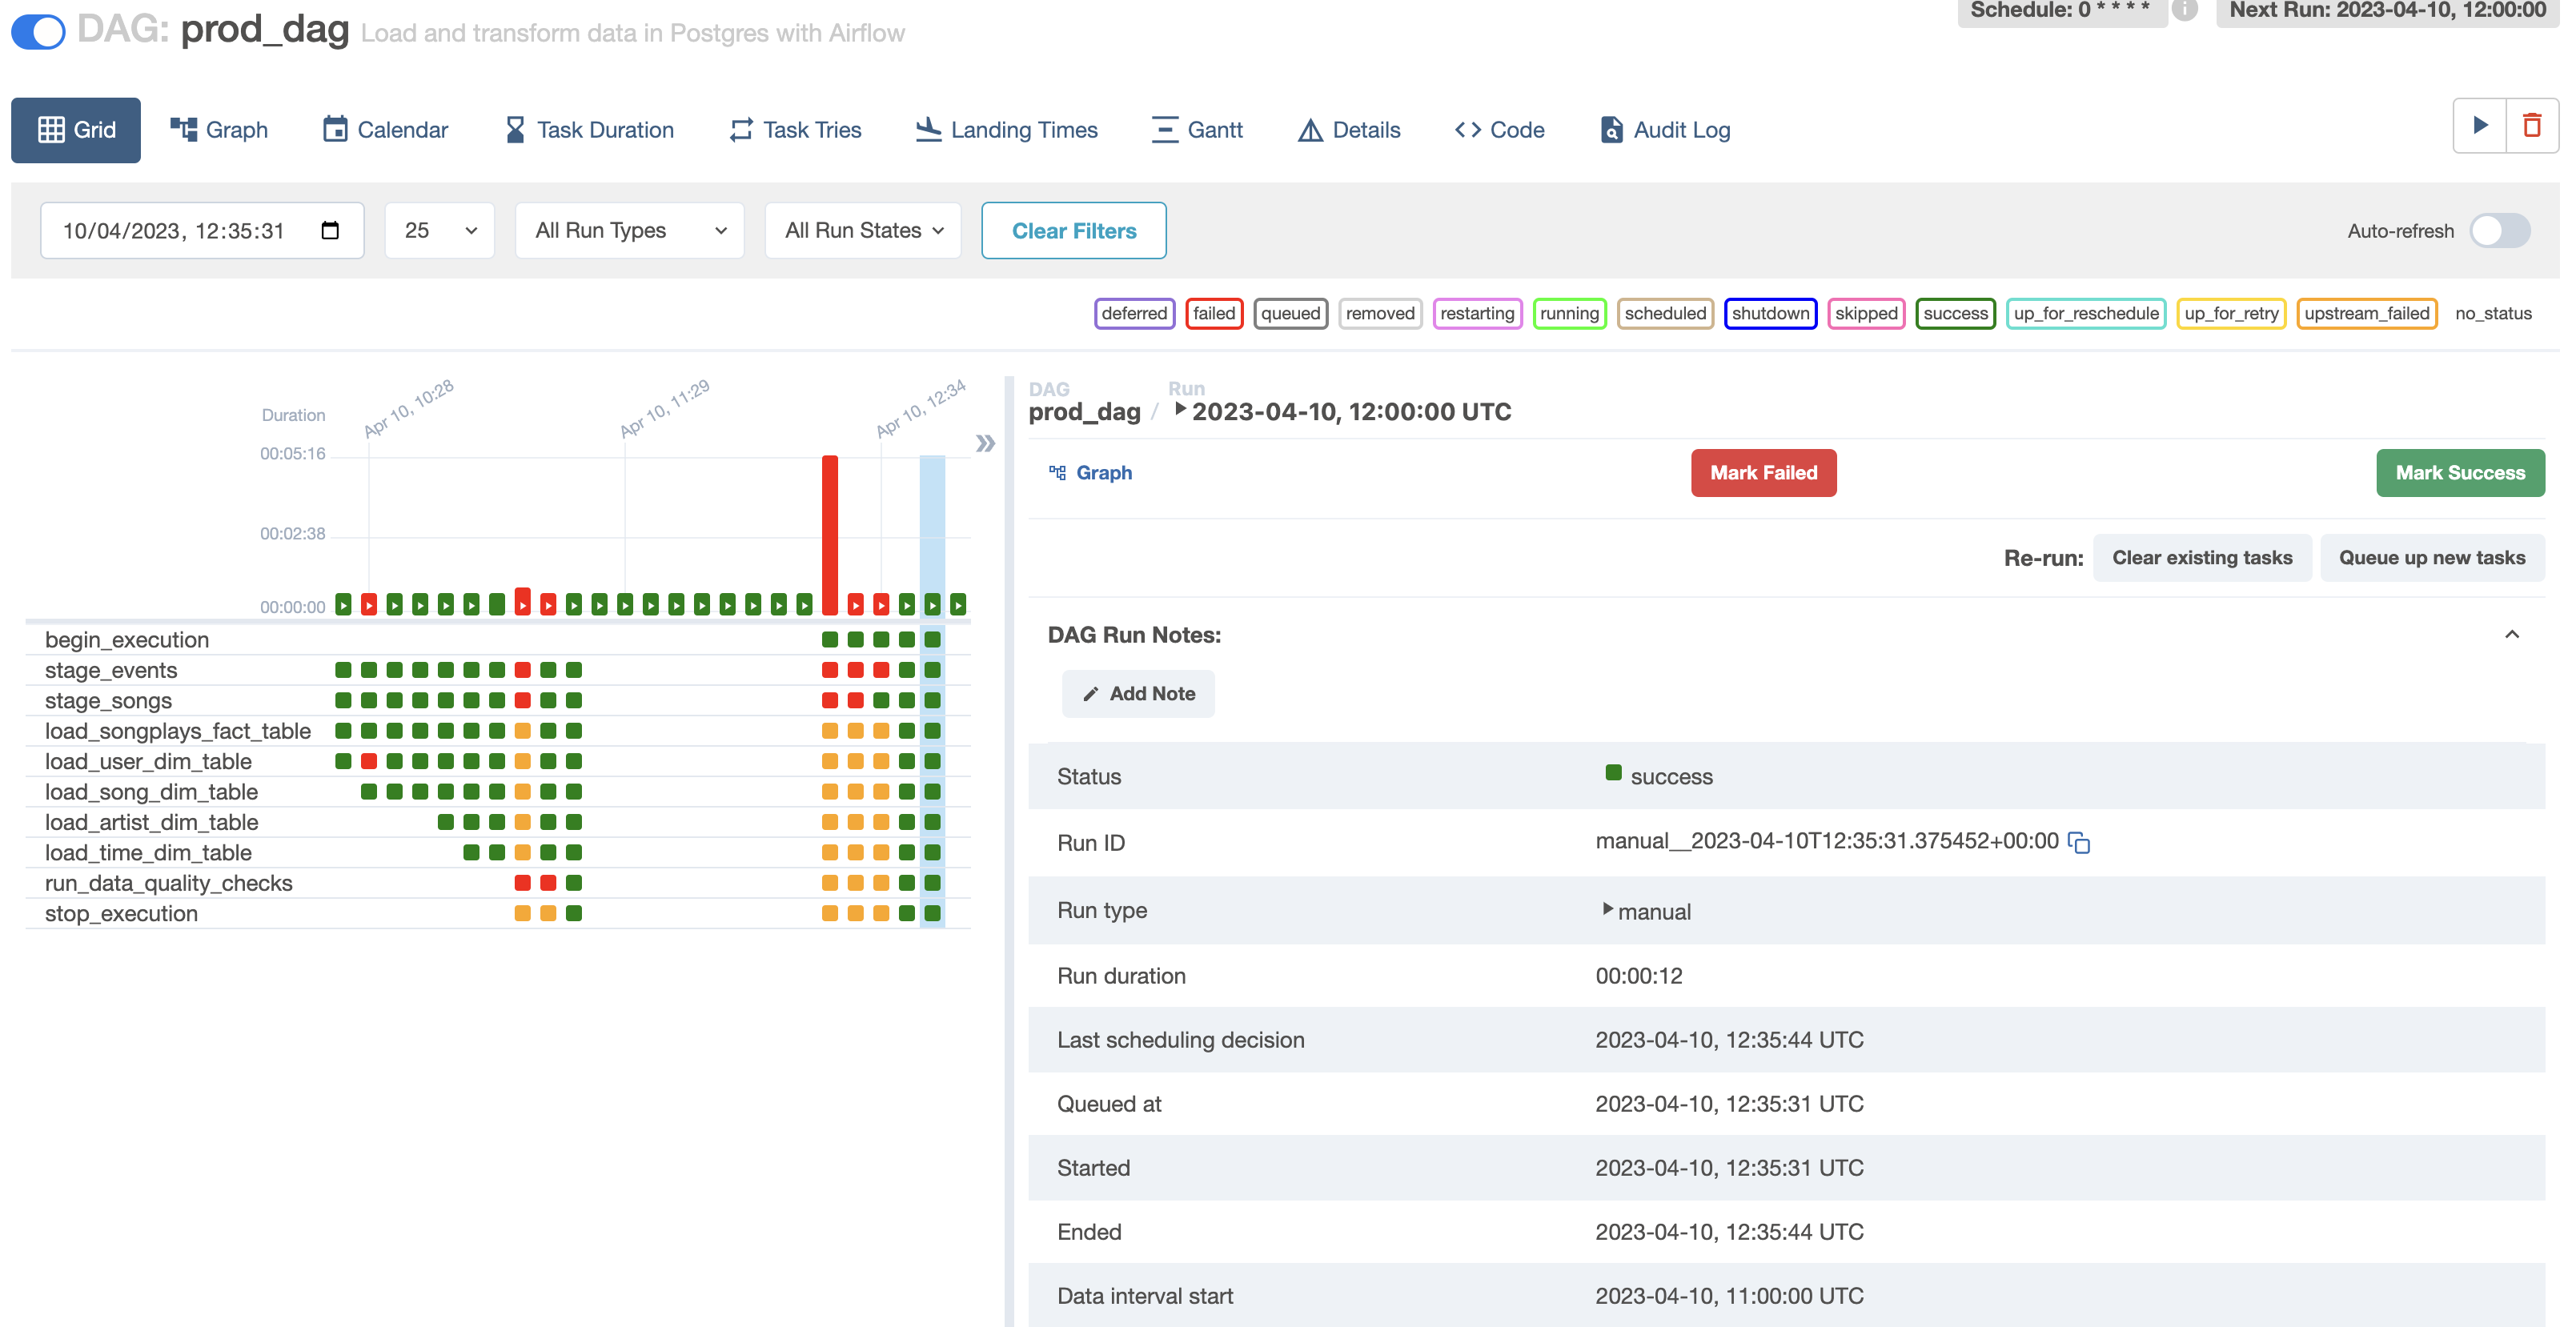 DAG: prod_dag Load and transform data in Postgres with Airflow
Schedule: 0 * * * *
i
Next Run: 2023-04-10, 12:00:00
Grid
Graph
Calendar
Task Duration
Task Tries
Landing Times
Gantt
Details
Code
Audit Log
10/04/2023, 12:35:31
25
All Run Types
All Run States
Clear Filters
Auto-refresh
deferred
failed
queued
removed
restarting
running
scheduled
shutdown
skipped
success
up_for_reschedule
up_for_retry
upstream_failed
no_status
Duration
Apr 10, 10:28
Apr 10, 11:29
Apr 10, 12:34
00:05:16
00:02:38
00:00:00
begin_execution
stage_events
stage_songs
load_songplays_fact_table
load_user_dim_table
load_song_dim_table
load_artist_dim_table
load_time_dim_table
run_data_quality_checks
stop_execution
DAG
prod_dag
/
Run
2023-04-10, 12:00:00 UTC
Graph
Mark Failed
Mark Success
Re-run:
Clear existing tasks
Queue up new tasks
DAG Run Notes:
Add Note
Status
success
Run ID
manual__2023-04-10T12:35:31.375452+00:00
Run type
manual
Run duration
00:00:12
Last scheduling decision
2023-04-10, 12:35:44 UTC
Queued at
2023-04-10, 12:35:31 UTC
Started
2023-04-10, 12:35:31 UTC
Ended
2023-04-10, 12:35:44 UTC
Data interval start
2023-04-10, 11:00:00 UTC